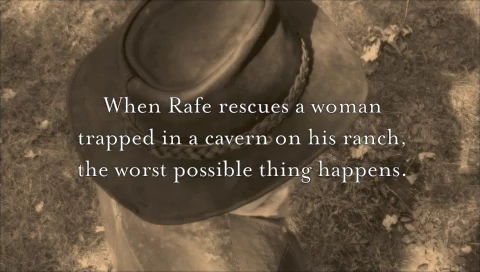 When Rafe rescues a woman
trapped in a cavern on his ranch,
the worst possible thing happens.